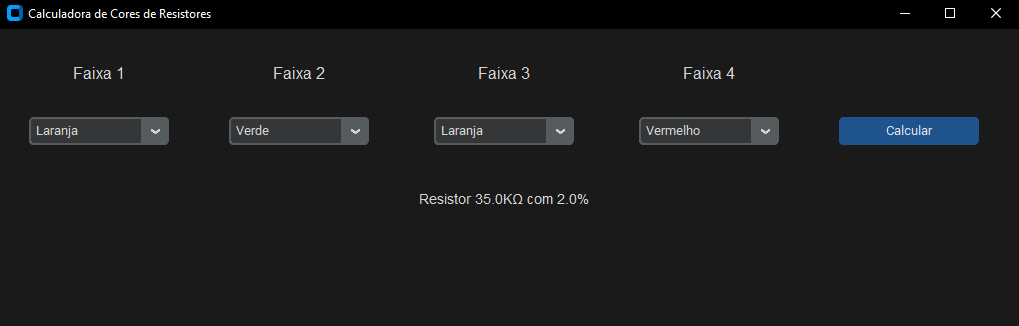 Calculadora de Cores de Resistores
Faixa 1 Faixa 2 Faixa 3 Faixa 4
Laranja Verde Laranja Vermelho Calcular
Resistor 35.0KΩ com 2.0%